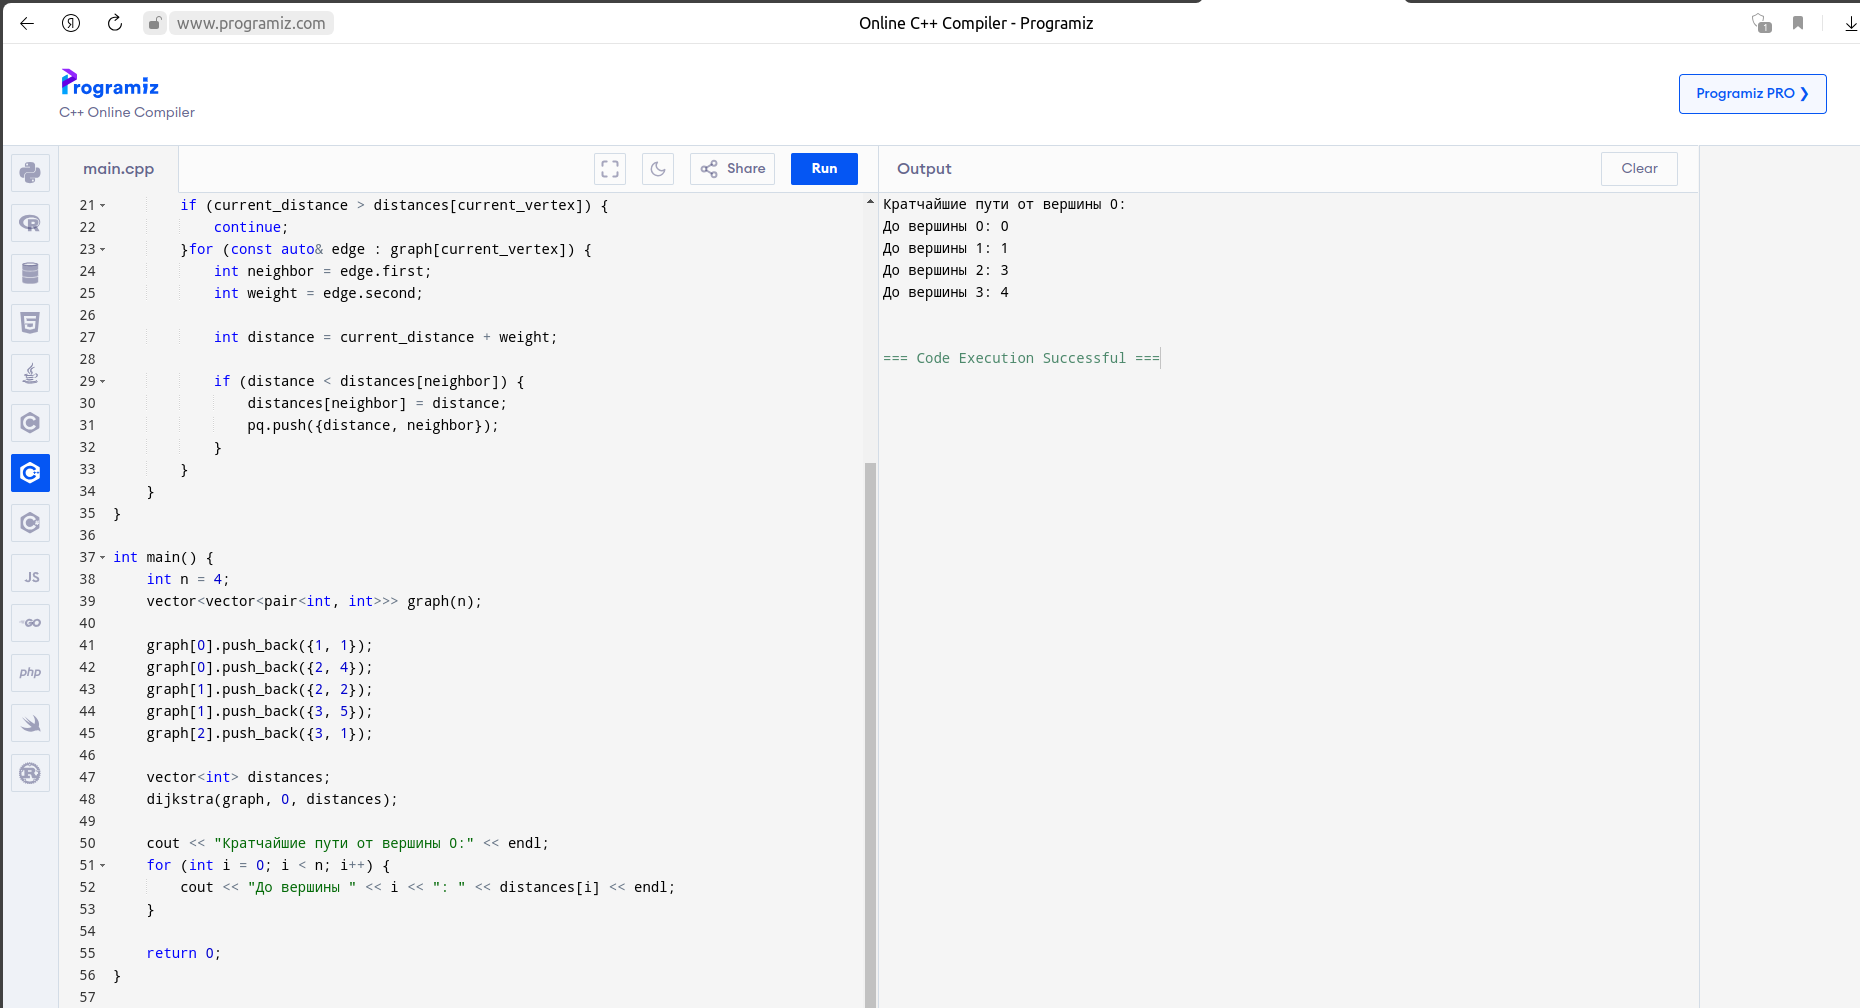 www.programiz.com
Online C++ Compiler - Programiz
1
Programiz
C++ Online Compiler
Programiz PRO ❯
main.cpp
Share
Run
Output
Clear
JS
GO
php
21 if (current_distance > distances[current_vertex]) {
22 continue;
23 }for (const auto& edge : graph[current_vertex]) {
24 int neighbor = edge.first;
25 int weight = edge.second;
26
27 int distance = current_distance + weight;
28
29 if (distance < distances[neighbor]) {
30 distances[neighbor] = distance;
31 pq.push({distance, neighbor});
32 }
33 }
34 }
35 }
36
37 int main() {
38 int n = 4;
39 vector<vector<pair<int, int>>> graph(n);
40
41 graph[0].push_back({1, 1});
42 graph[0].push_back({2, 4});
43 graph[1].push_back({2, 2});
44 graph[1].push_back({3, 5});
45 graph[2].push_back({3, 1});
46
47 vector<int> distances;
48 dijkstra(graph, 0, distances);
49
50 cout << "Кратчайшие пути от вершины 0:" << endl;
51 for (int i = 0; i < n; i++) {
52 cout << "До вершины " << i << ": " << distances[i] << endl;
53 }
54
55 return 0;
56 }
57
Кратчайшие пути от вершины 0:
До вершины 0: 0
До вершины 1: 1
До вершины 2: 3
До вершины 3: 4
=== Code Execution Successful ===